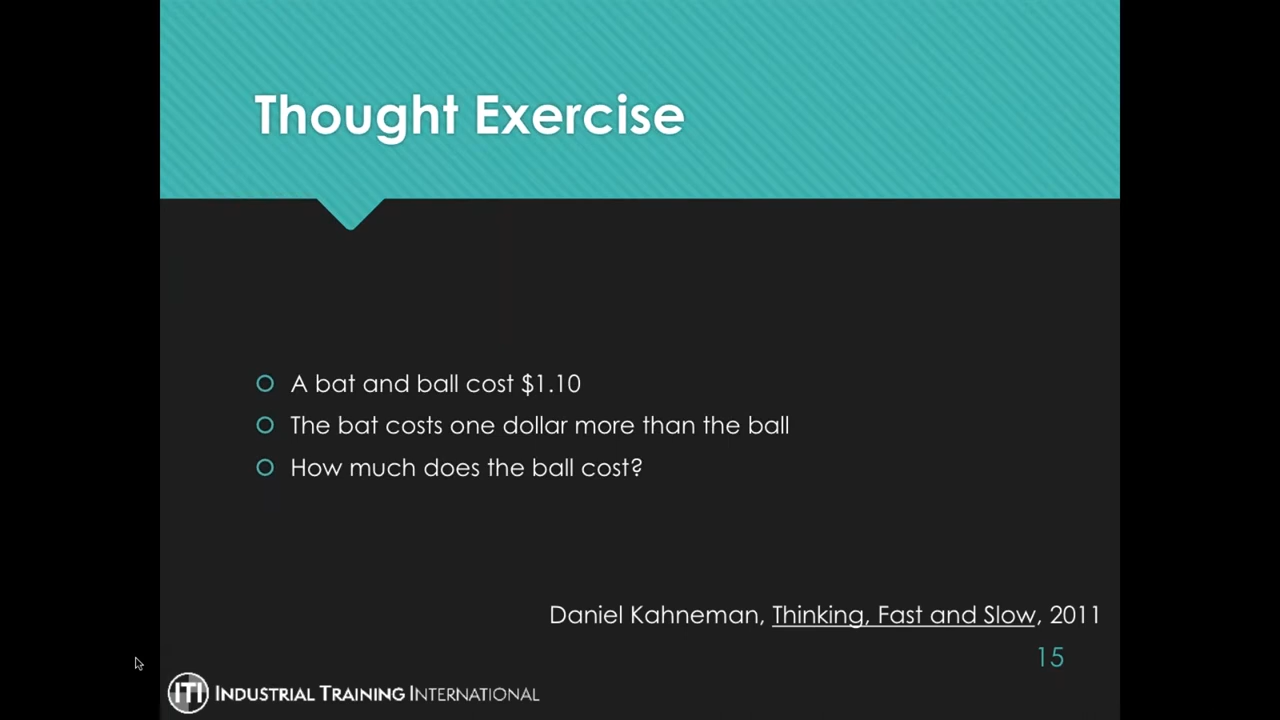 Thought Exercise
A bat and ball cost $1.10
The bat costs one dollar more than the ball
How much does the ball cost?
Daniel Kahneman, Thinking, Fast and Slow, 2011
15
ITI INDUSTRIAL TRAINING INTERNATIONAL